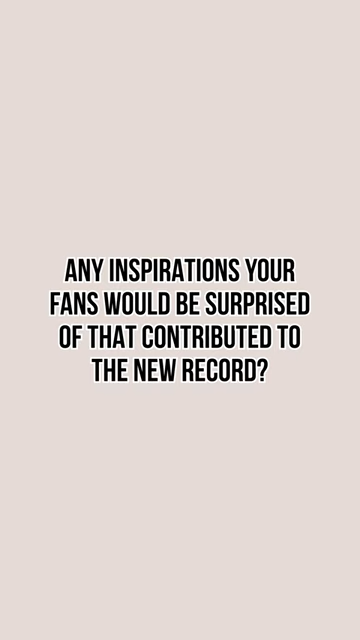 ANY INSPIRATIONS YOUR
FANS WOULD BE SURPRISED
OF THAT CONTRIBUTED TO
THE NEW RECORD?